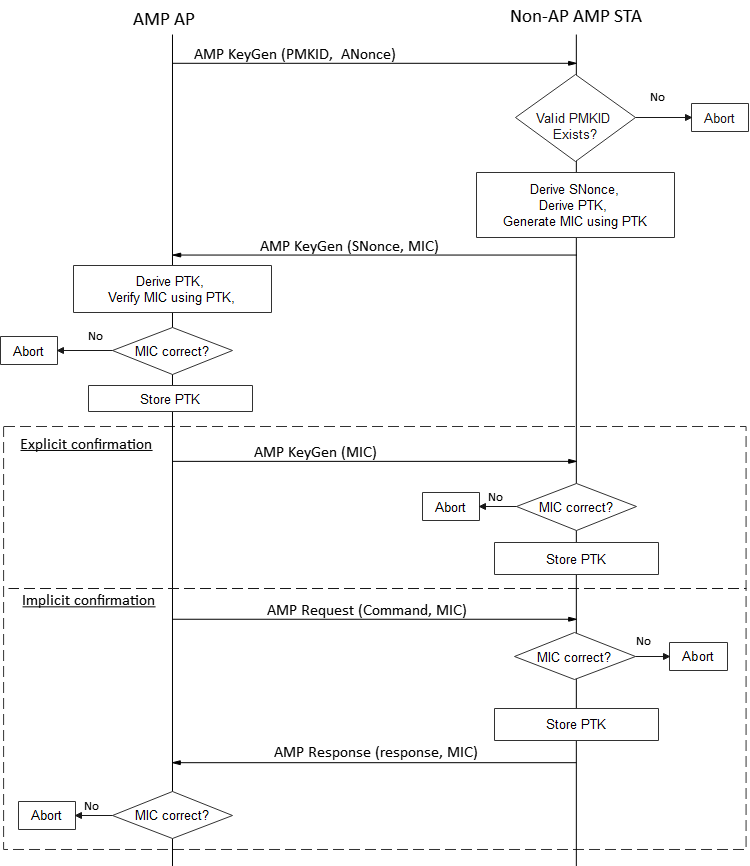 AMP AP
Non-AP AMP STA
AMP KeyGen (PMKID, ANonce)
No
Valid PMKID
Exists?
Abort
Derive SNonce,
Derive PTK,
Generate MIC using PTK
AMP KeyGen (SNonce, MIC)
Derive PTK,
Verify MIC using PTK,
No
Abort
MIC correct?
Store PTK
Explicit confirmation
AMP KeyGen (MIC)
No
Abort
MIC correct?
Store PTK
Implicit confirmation
AMP Request (Command, MIC)
No
MIC correct?
Abort
Store PTK
AMP Response (response, MIC)
No
Abort
MIC correct?